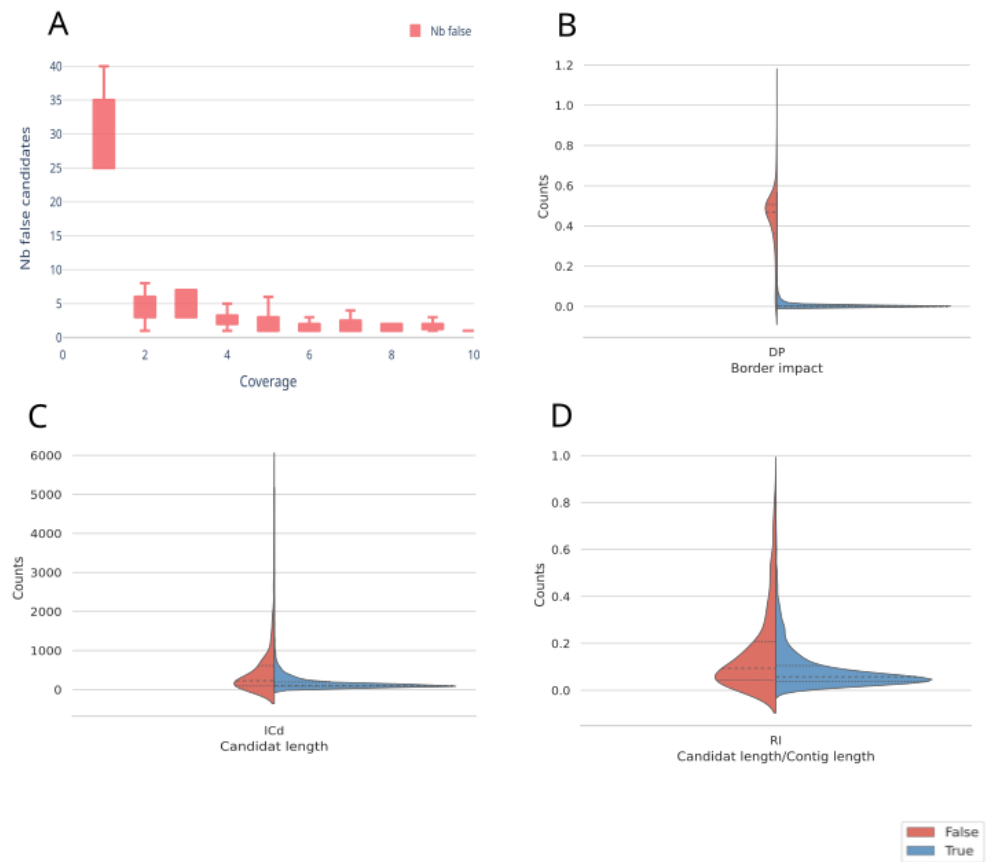 A
Nb false
Nb false candidates
40
35
30
25
20
15
10
5
0
0 2 4 6 8 10
Coverage
B
Counts
1.2
1.0
0.8
0.6
0.4
0.2
0.0
DP
Border impact
C
Counts
6000
5000
4000
3000
2000
1000
0
ICd
Candidat length
D
Counts
1.0
0.8
0.6
0.4
0.2
0.0
RI
Candidat length/Contig length
False
True